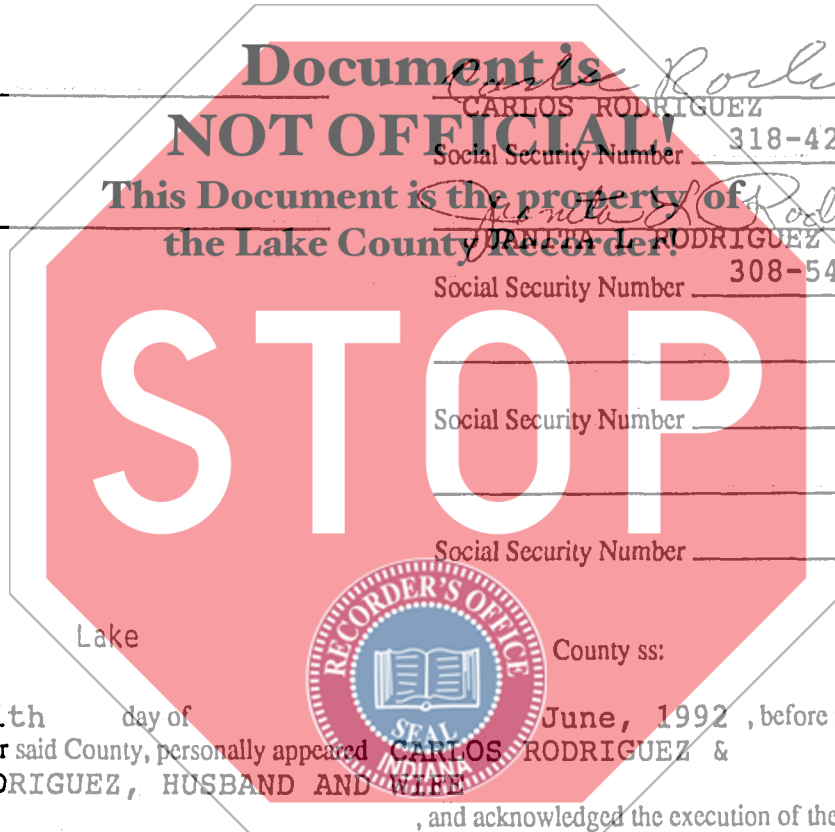 Document is
NOT OFFICIAL!
This Document is the property of
the Lake County Recorder!
STOP
CARLOS RODRIGUEZ
Social Security Number 318-42
JUANITA L RODRIGUEZ
Social Security Number 308-54
Social Security Number
Social Security Number
RECORDER'S OFFICE
SEAL
INDIANA
Lake County ss:
day of June, 1992 , before
said County, personally appeared CARLOS RODRIGUEZ &
DRIGUEZ, HUSBAND AND WIFE
, and acknowledged the execution of the